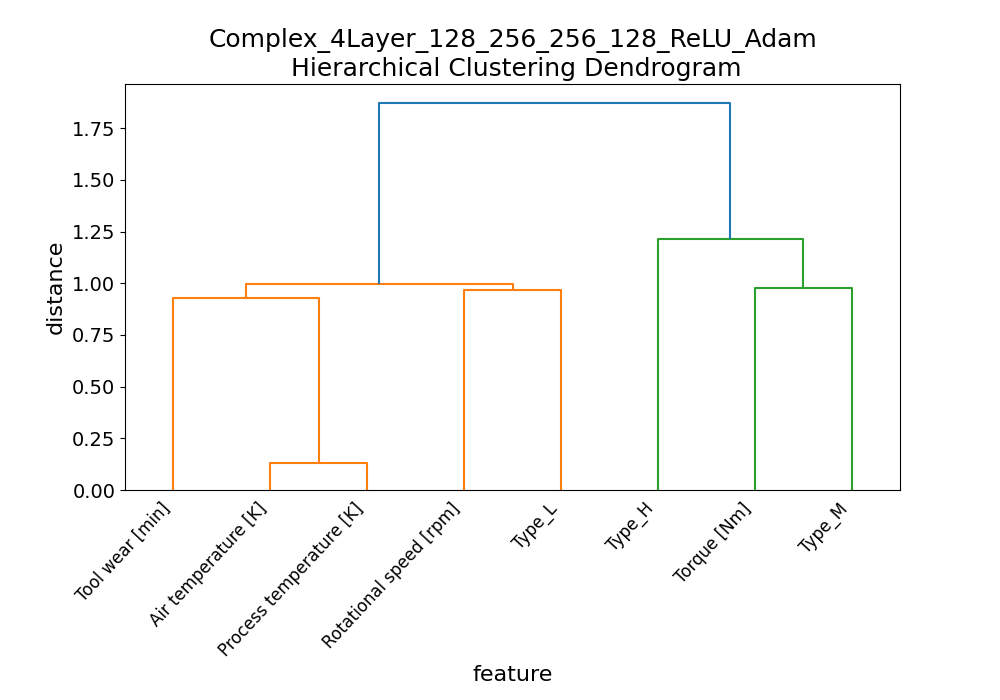 Complex_4Layer_128_256_256_128_ReLU_Adam
Hierarchical Clustering Dendrogram
distance
1.75
1.50
1.25
1.00
0.75
0.50
0.25
0.00
Tool wear [min]
Air temperature [K]
Process temperature [K]
Rotational speed [rpm]
Type_L
Type_H
Torque [Nm]
Type_M
feature